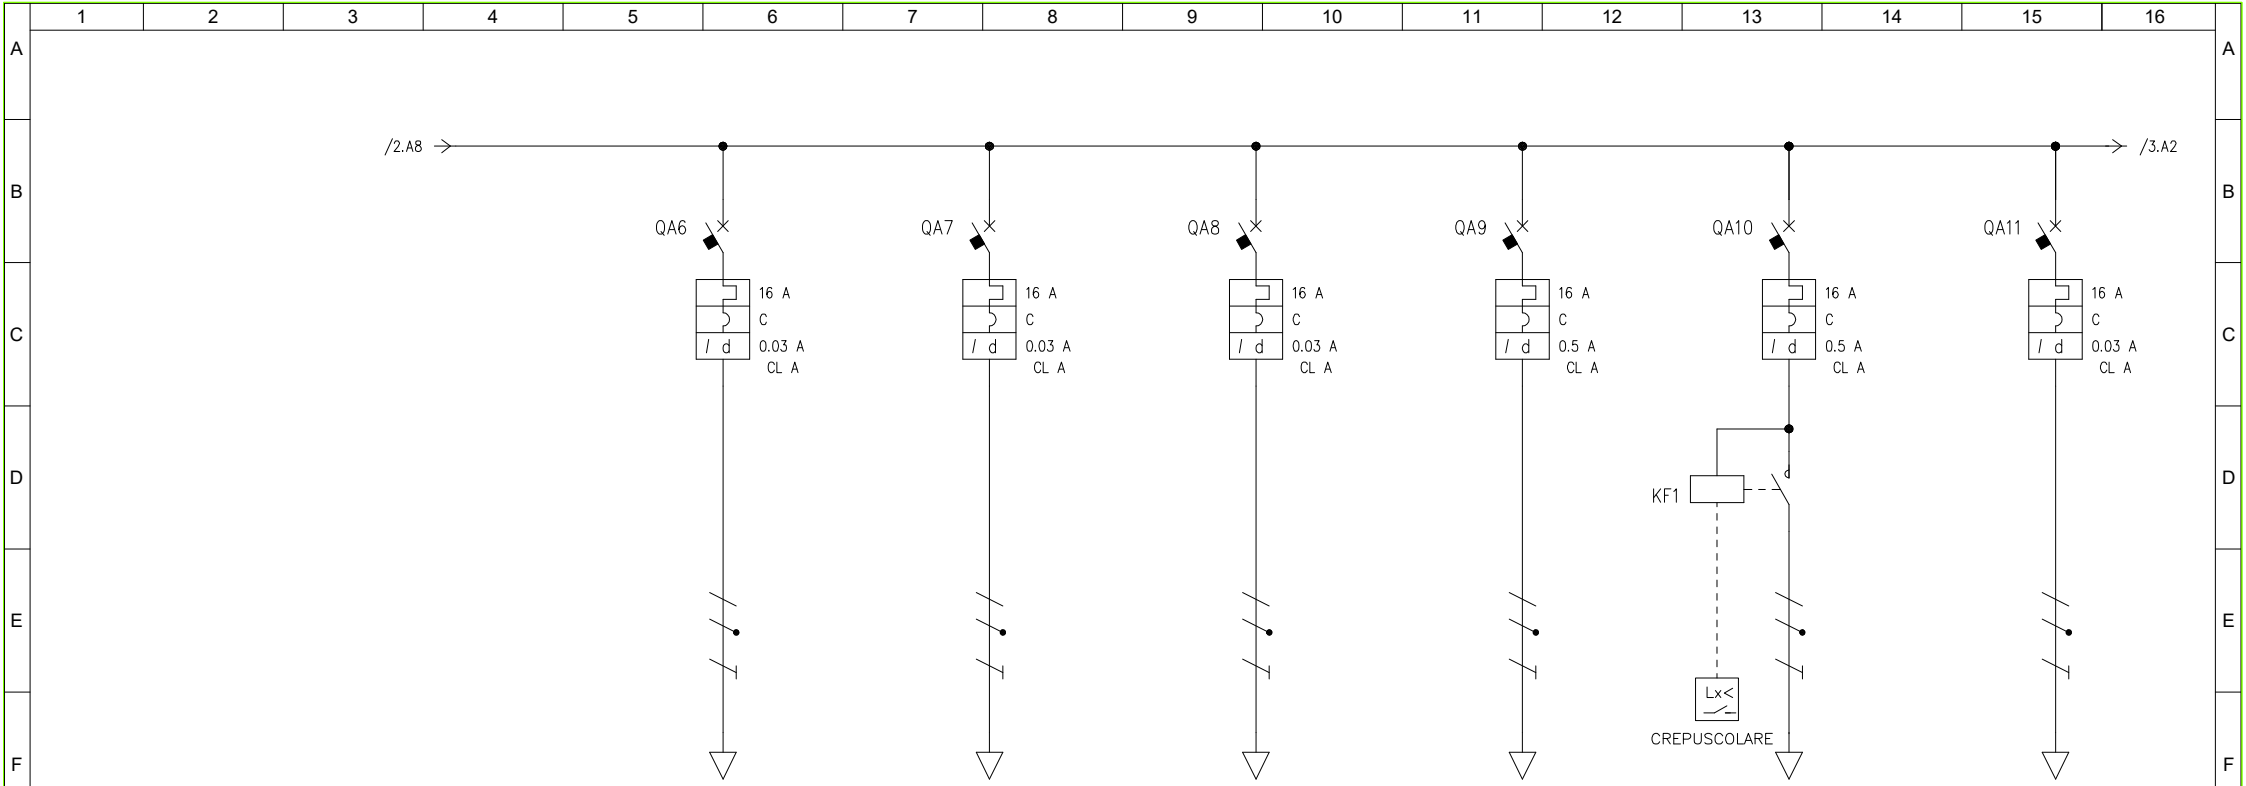 1 2 3 4 5 6 7 8 9 10 11 12 13 14 15 16
A A
/2.A8 /3.A2
B B
QA6 QA7 QA8 QA9 QA10 QA11
16 A 16 A 16 A 16 A 16 A 16 A
C C C C C C
C C
I d 0.03 A I d 0.03 A I d 0.03 A I d 0.5 A I d 0.5 A I d 0.03 A
CL A CL A CL A CL A CL A CL A
D D
KF1
E E
Lx<
CREPUSCOLARE
F F